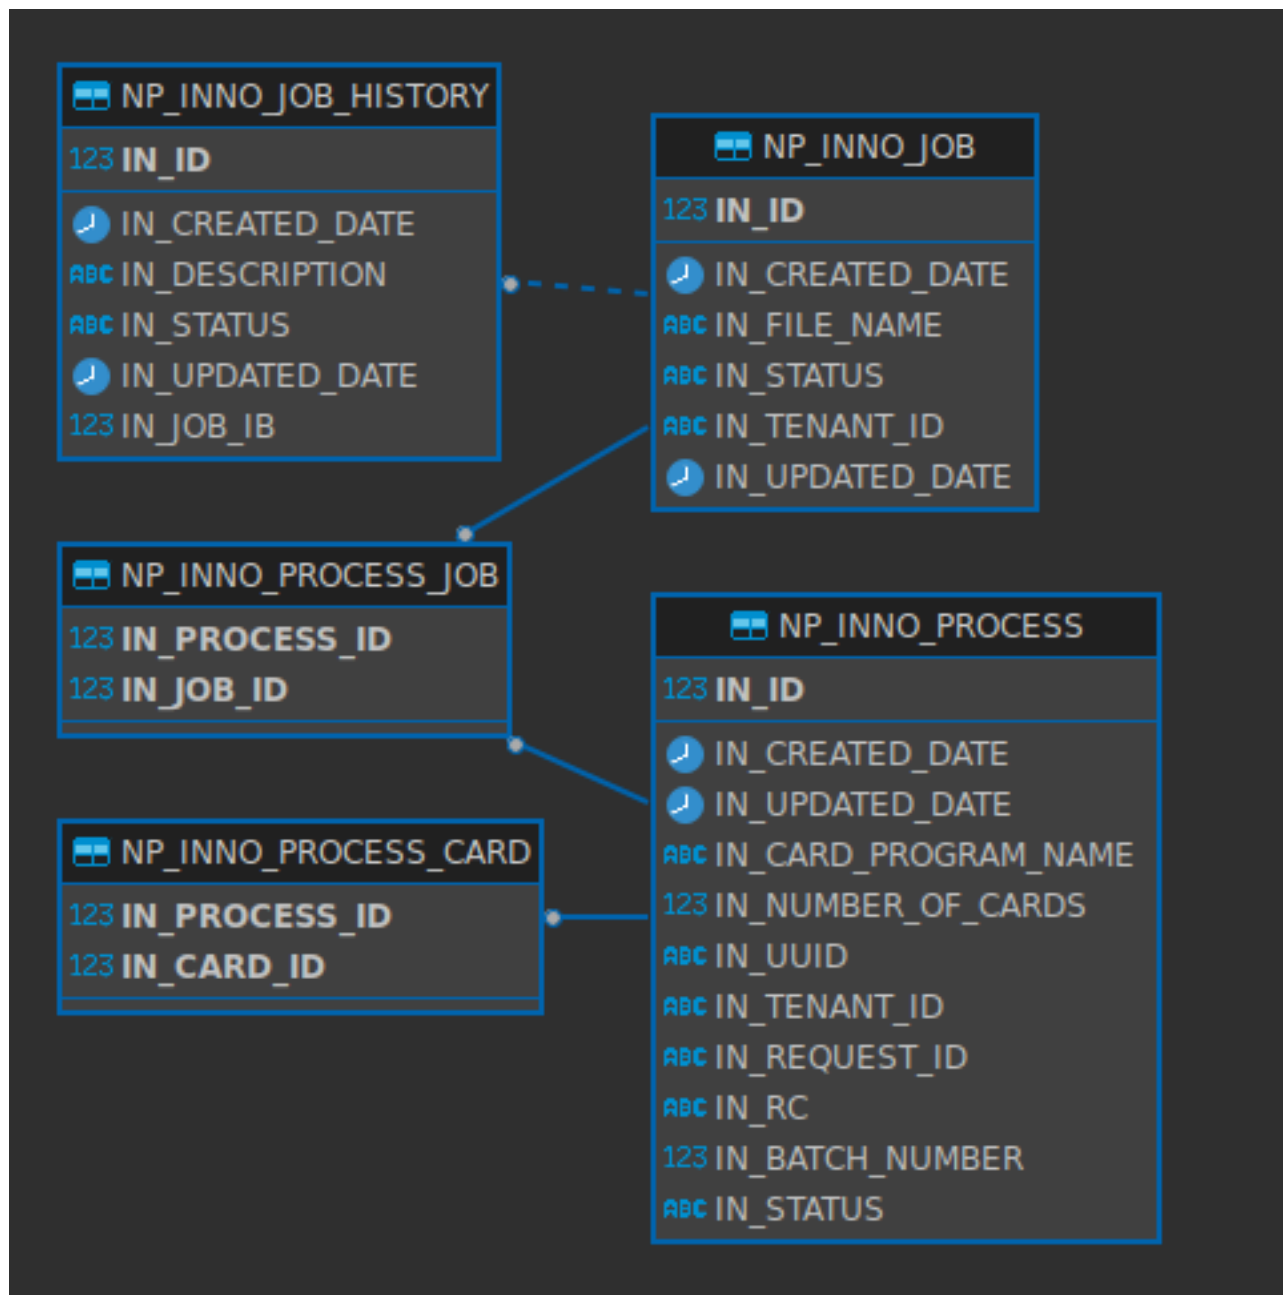 NP_INNO_JOB_HISTORY
123 IN_ID
IN_CREATED_DATE
ABC IN_DESCRIPTION
ABC IN_STATUS
IN_UPDATED_DATE
123 IN_JOB_IB
NP_INNO_JOB
123 IN_ID
IN_CREATED_DATE
ABC IN_FILE_NAME
ABC IN_STATUS
ABC IN_TENANT_ID
IN_UPDATED_DATE
NP_INNO_PROCESS_JOB
123 IN_PROCESS_ID
123 IN_JOB_ID
NP_INNO_PROCESS
123 IN_ID
IN_CREATED_DATE
IN_UPDATED_DATE
ABC IN_CARD_PROGRAM_NAME
123 IN_NUMBER_OF_CARDS
ABC IN_UUID
ABC IN_TENANT_ID
ABC IN_REQUEST_ID
ABC IN_RC
123 IN_BATCH_NUMBER
ABC IN_STATUS
NP_INNO_PROCESS_CARD
123 IN_PROCESS_ID
123 IN_CARD_ID